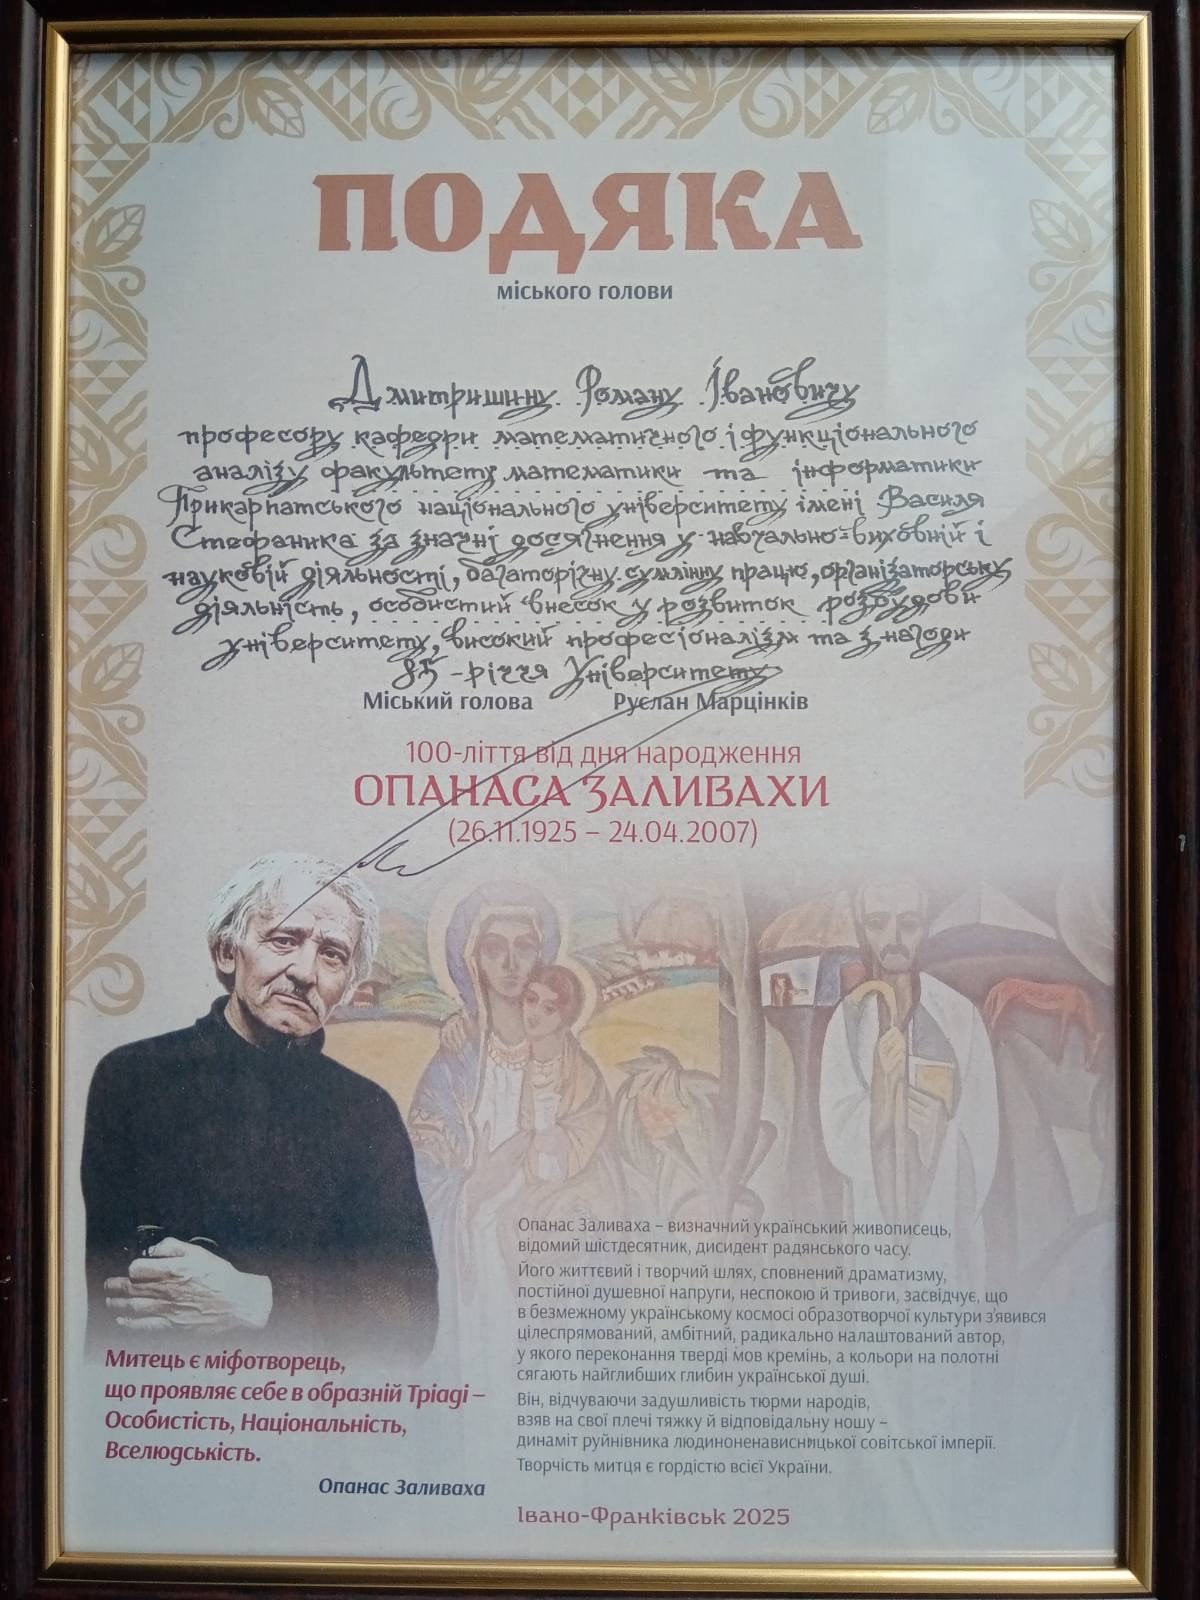 ПОДЯКА
міського голови
Дмитришину Роману Івановичу
професору кафедри математичного і функціонального
аналізу факультету математики та інформатики
Прикарпатського національного університету імені Василя
Стефаника за значні досягнення у навчально-виховній і
науковій діяльності, багаторічну сумлінну працю, організаторську
діяльність, особистий внесок у розвиток розбудови
університету, високий професіоналізм та з нагоди
85-річчя Університету
Міський голова Руслан Марцінків
100-ліття від дня народження
ОПАНАСА ЗАЛИВАХИ
(26.11.1925 – 24.04.2007)
Опанас Заливаха – визначний український живописець,
відомий шістдесятник, дисидент радянського часу.
Його життєвий і творчий шлях, сповнений драматизму,
постійної душевної напруги, неспокою й тривоги, засвідчує, що
в безмежному українському космосі образотворчої культури з'явився
цілеспрямований, амбітний, радикально налаштований автор,
у якого переконання тверді мов кремінь, а кольори на полотні
сягають найглибших глибин української душі.
Він, відчуваючи задушливість тюрми народів,
взяв на свої плечі тяжку й відповідальну ношу –
динаміт руйнівника людиноненависницької совітської імперії.
Творчість митця є гордістю всієї України.
Митець є міфотворець,
що проявляє себе в образній Тріаді –
Особистість, Національність,
Вселюдськість.
Опанас Заливаха
Івано-Франківськ 2025